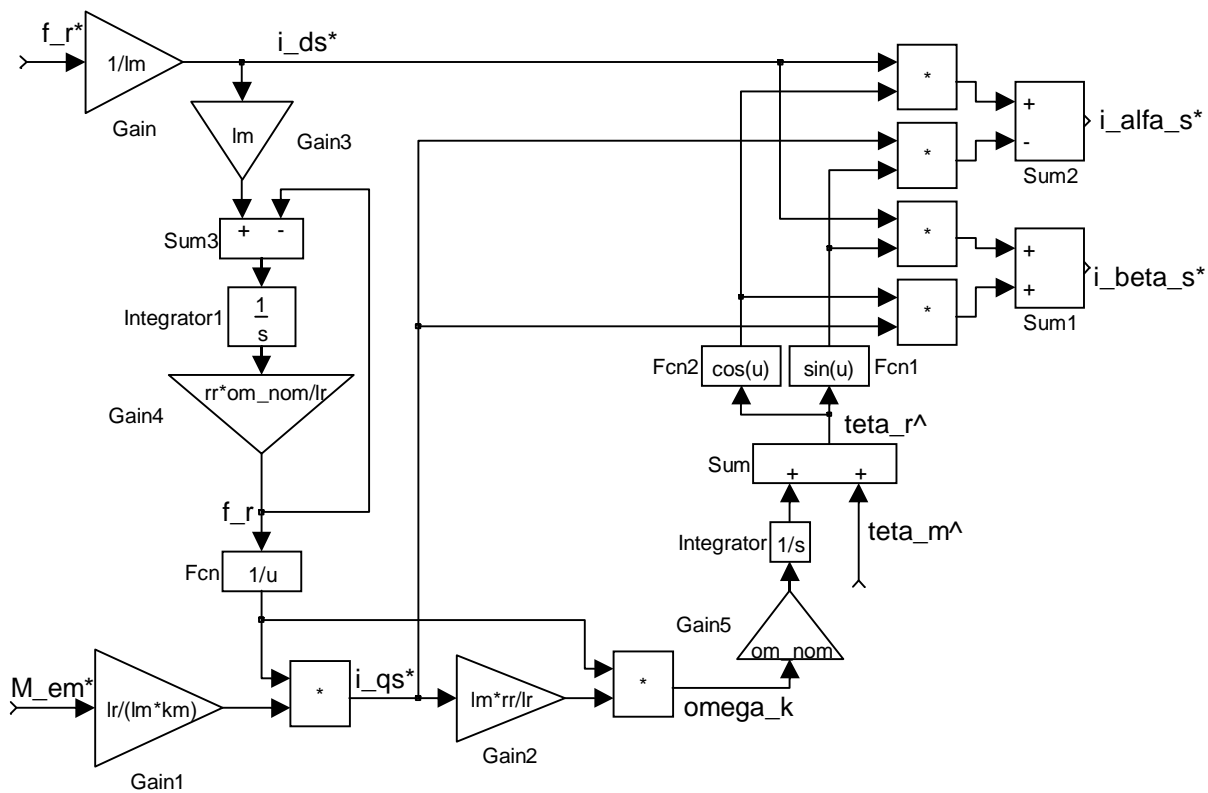 f_r*
1/lm
Gain
i_ds*
lm
Gain3
+ -
Sum3
1
s
Integrator1
rr*om_nom/lr
Gain4
f_r
1/u
Fcn
M_em*
lr/(lm*km)
Gain1
*
i_qs*
lm*rr/lr
Gain2
*
omega_k
om_nom
Gain5
1/s
Integrator
teta_m^
+ +
Sum
teta_r^
cos(u)
Fcn2
sin(u)
Fcn1
*
*
*
*
+
-
Sum2
i_alfa_s*
+
+
Sum1
i_beta_s*